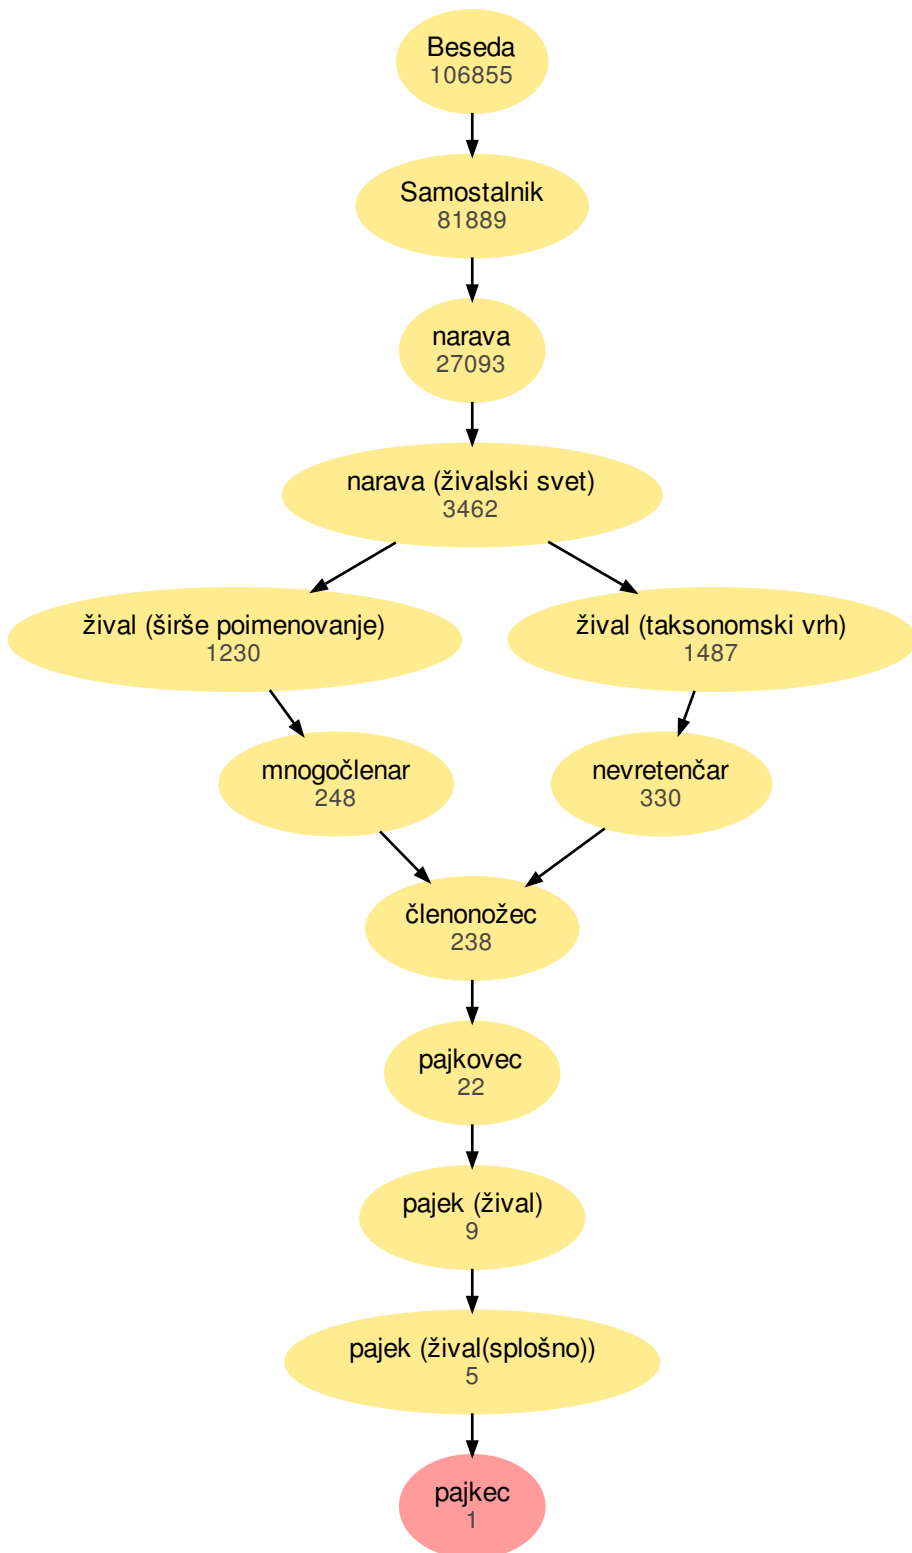 Beseda
106855
Samostalnik
81889
narava
27093
narava (živalski svet)
3462
žival (širše poimenovanje)
1230
žival (taksonomski vrh)
1487
mnogočlenar
248
nevretenčar
330
členonožec
238
pajkovec
22
pajek (žival)
9
pajek (žival(splošno))
5
pajkec
1